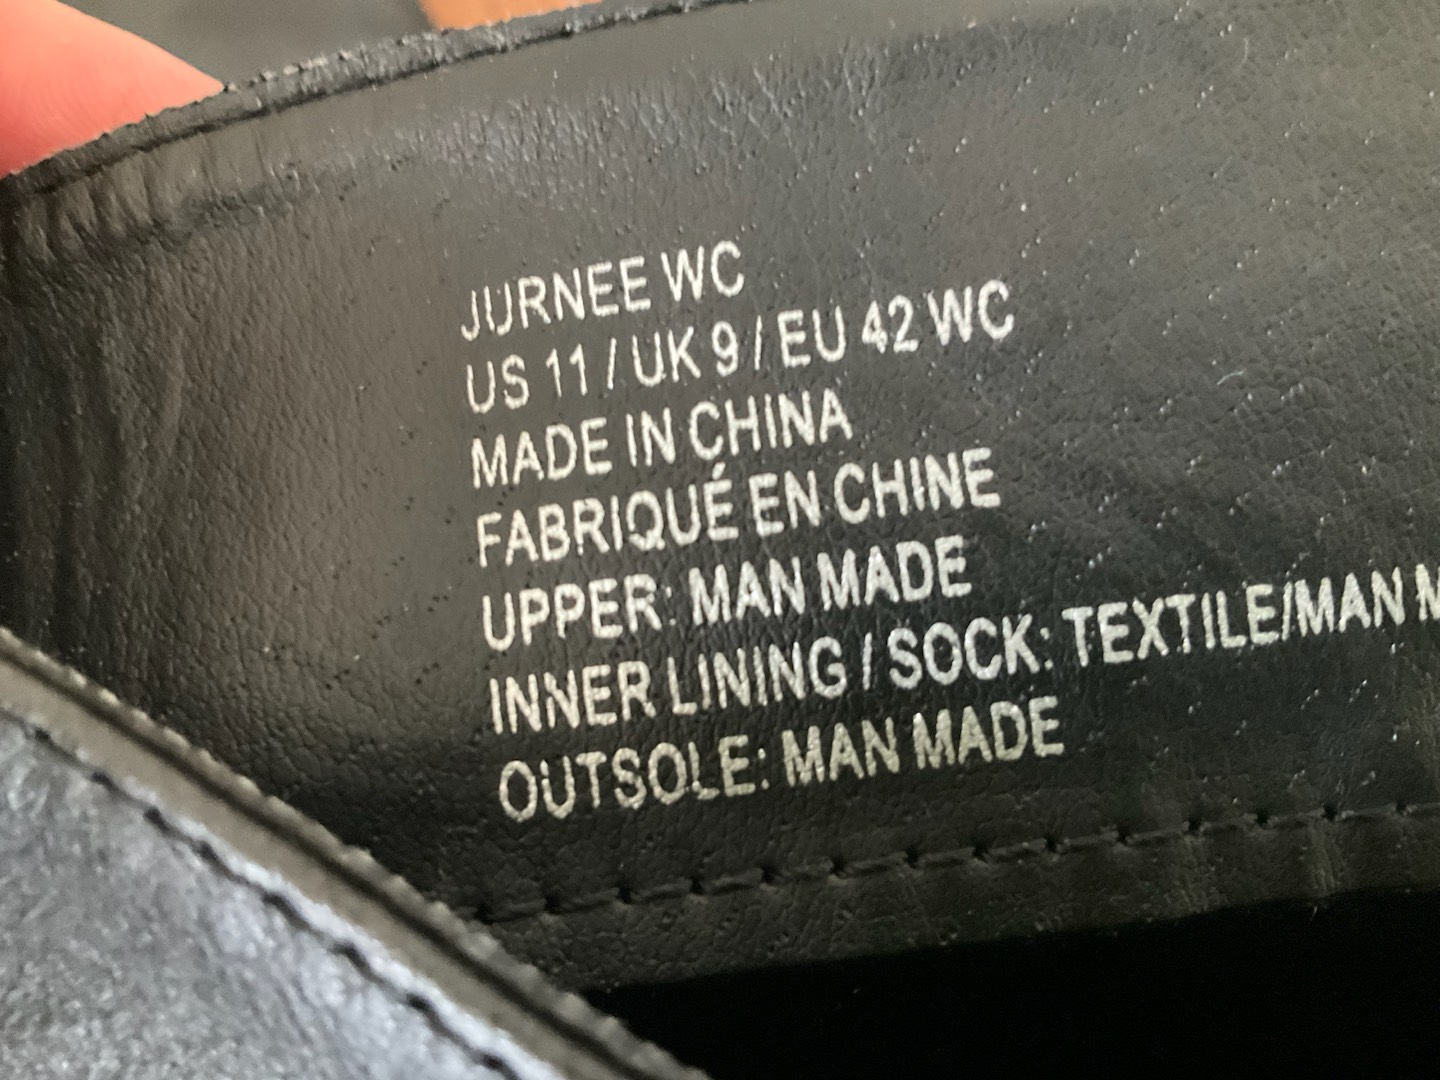 JURNEE WC
US 11 / UK 9 / EU 42 WC
MADE IN CHINA
FABRIQUÉ EN CHINE
UPPER: MAN MADE
INNER LINING / SOCK: TEXTILE/MAN
OUTSOLE: MAN MADE